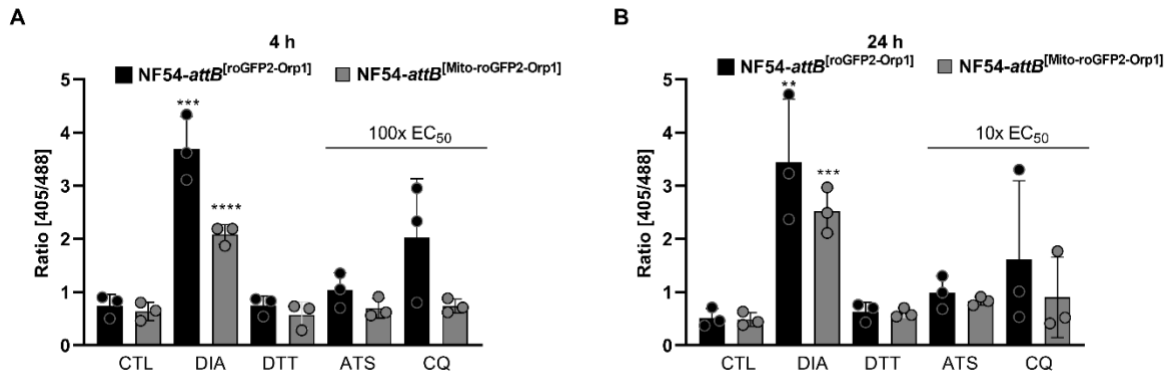 A
4 h
NF54-attB[roGFP2-Orp1] NF54-attB[Mito-roGFP2-Orp1]
Ratio [405/488]
5
4
3
2
1
0
***
****
100x EC50
CTL DIA DTT ATS CQ
B
24 h
NF54-attB[roGFP2-Orp1] NF54-attB[Mito-roGFP2-Orp1]
Ratio [405/488]
5
4
3
2
1
0
**
***
10x EC50
CTL DIA DTT ATS CQ